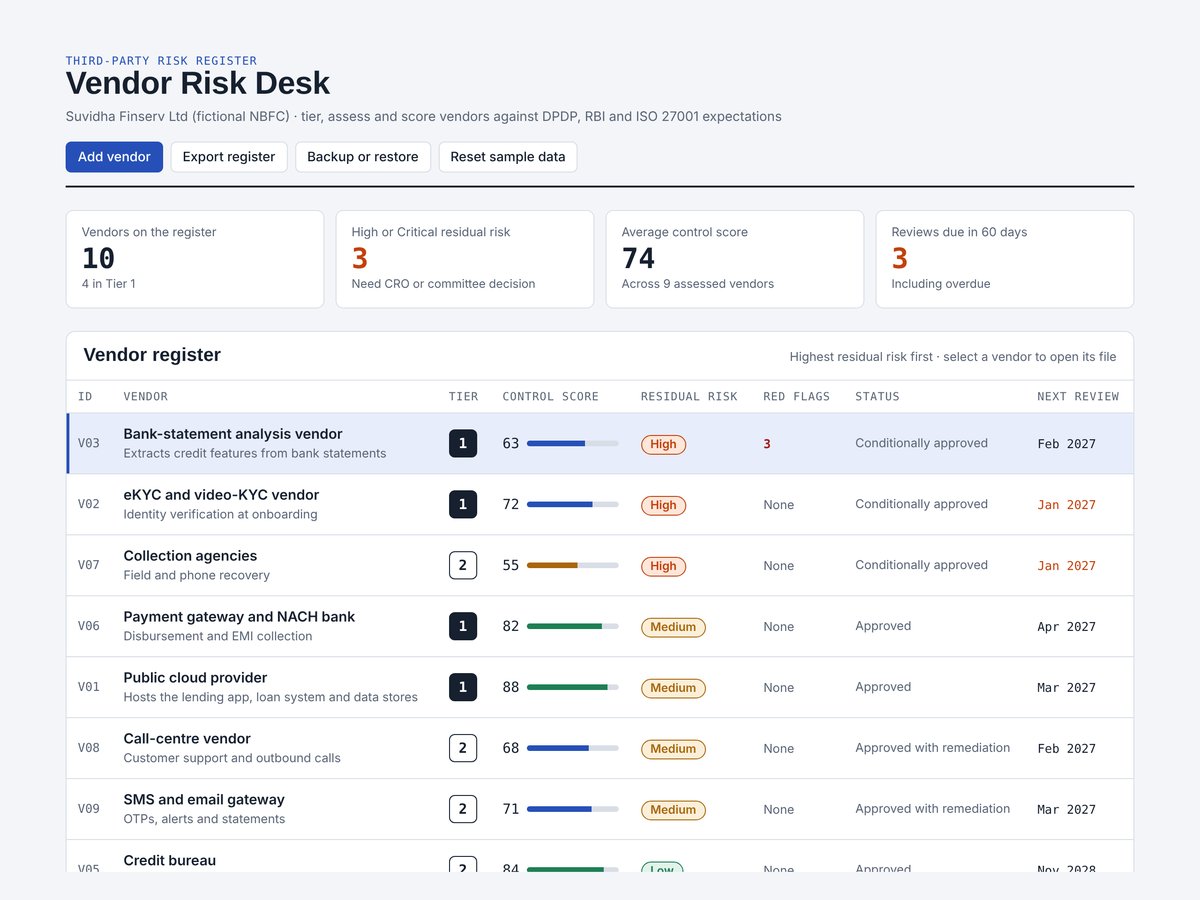 THIRD-PARTY RISK REGISTER
Vendor Risk Desk
Suvidha Finserv Ltd (fictional NBFC) · tier, assess and score vendors against DPDP, RBI and ISO 27001 expectations
Add vendor Export register Backup or restore Reset sample data
Vendors on the register
10
4 in Tier 1
High or Critical residual risk
3
Need CRO or committee decision
Average control score
74
Across 9 assessed vendors
Reviews due in 60 days
3
Including overdue
Vendor register
Highest residual risk first · select a vendor to open its file
ID VENDOR TIER CONTROL SCORE RESIDUAL RISK RED FLAGS STATUS NEXT REVIEW
V03 Bank-statement analysis vendor 1 63 High 3 Conditionally approved Feb 2027
Extracts credit features from bank statements
V02 eKYC and video-KYC vendor 1 72 High None Conditionally approved Jan 2027
Identity verification at onboarding
V07 Collection agencies 2 55 High None Conditionally approved Jan 2027
Field and phone recovery
V06 Payment gateway and NACH bank 1 82 Medium None Approved Apr 2027
Disbursement and EMI collection
V01 Public cloud provider 1 88 Medium None Approved Mar 2027
Hosts the lending app, loan system and data stores
V08 Call-centre vendor 2 68 Medium None Approved with remediation Feb 2027
Customer support and outbound calls
V09 SMS and email gateway 2 71 Medium None Approved with remediation Mar 2027
OTPs, alerts and statements
V05 Credit bureau 2 84 Low None Approved Nov 2028